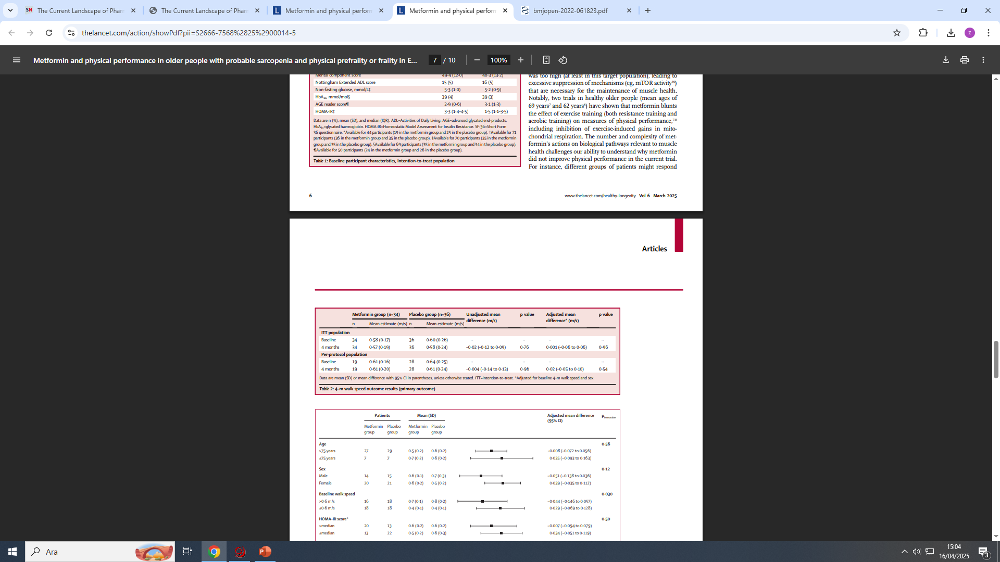 The Current Landscape of Phar
The Current Landscape of Phar
Metformin and physical perform
Metformin and physical perform
bmjopen-2022-061823.pdf
thelancet.com/action/showPdf?pii=S2666-7568%2825%2900014-5
Metformin and physical performance in older people with probable sarcopenia and physical prefrailty or frailty in E...
7 / 10
100%
Mental component score 49·4 (12·0) 48·3 (13·2)
Nottingham Extended ADL score 15 (5) 16 (5)
Non-fasting glucose, mmol/L‡ 5·3 (1·0) 5·2 (0·9)
HbA1c, mmol/mol§ 39 (4) 39 (3)
AGE reader score¶ 2·9 (0·6) 3·1 (1·3)
HOMA-IR‡ 3·3 (1·4–4·5) 1·5 (1·1–3·5)
Data are n (%), mean (SD), and median (IQR). ADL=Activities of Daily Living. AGE=advanced glycated end-products.
HbA1c=glycated haemoglobin. HOMA-IR=Homeostatic Model Assessment for Insulin Resistance. SF-36=Short Form
36 questionnaire. *Available for 44 participants (19 in the metformin group and 25 in the placebo group). †Available for 71
participants (36 in the metformin group and 35 in the placebo group). ‡Available for 70 participants (35 in the metformin
group and 35 in the placebo group). §Available for 69 participants (35 in the metformin group and 34 in the placebo group).
¶Available for 50 participants (24 in the metformin group and 26 in the placebo group).
Table 1: Baseline participant characteristics, intention-to-treat population
was too high (at least in this target population), leading to
excessive suppression of mechanisms (eg, mTOR activity³⁰)
that are necessary for the maintenance of muscle health.
Notably, two trials in healthy older people (mean ages of
69 years⁷ and 62 years⁸) have shown that metformin blunts
the effect of exercise training (both resistance training and
aerobic training) on measures of physical performance,⁷,⁸
including inhibition of exercise-induced gains in mito-
chondrial respiration. The number and complexity of met-
formin's actions on biological pathways relevant to muscle
health challenges our ability to understand why metformin
did not improve physical performance in the current trial.
For instance, different groups of patients might respond
6
www.thelancet.com/healthy-longevity Vol 6 March 2025
Articles
Metformin group (n=34) Placebo group (n=36) Unadjusted mean difference (m/s) p value Adjusted mean difference* (m/s) p value
n Mean estimate (m/s) n Mean estimate (m/s)
ITT population
Baseline 34 0·58 (0·17) 36 0·60 (0·26) ·· ·· ·· ··
4 months 34 0·57 (0·19) 36 0·58 (0·24) –0·02 (–0·12 to 0·09) 0·76 0·001 (–0·06 to 0·06) 0·96
Per-protocol population
Baseline 19 0·61 (0·16) 28 0·64 (0·25) ·· ·· ·· ··
4 months 19 0·61 (0·20) 28 0·61 (0·24) –0·004 (–0·14 to 0·13) 0·96 0·02 (–0·05 to 0·10) 0·54
Data are mean (SD) or mean difference with 95% CI in parentheses, unless otherwise stated. ITT=intention-to-treat. *Adjusted for baseline 4-m walk speed and sex.
Table 2: 4-m walk speed outcome results (primary outcome)
Patients Mean (SD) Adjusted mean difference (95% CI) pinteraction
Metformin group Placebo group Metformin group Placebo group
Age 0·56
>75 years 27 29 0·5 (0·2) 0·6 (0·2) –0·008 (–0·072 to 0·056)
≤75 years 7 7 0·7 (0·2) 0·6 (0·2) 0·035 (–0·093 to 0·163)
Sex 0·12
Male 14 15 0·6 (0·1) 0·7 (0·3) –0·051 (–0·138 to 0·036)
Female 20 21 0·6 (0·2) 0·5 (0·2) 0·039 (–0·035 to 0·112)
Baseline walk speed 0·030
>0·6 m/s 16 18 0·7 (0·1) 0·8 (0·2) –0·044 (–0·146 to 0·057)
≤0·6 m/s 18 18 0·4 (0·1) 0·4 (0·1) 0·029 (–0·069 to 0·128)
HOMA-IR score* 0·50
>median 20 13 0·6 (0·2) 0·6 (0·2) –0·007 (–0·094 to 0·079)
≤median 13 22 0·5 (0·2) 0·6 (0·3) 0·034 (–0·051 to 0·119)
Ara
15:04
16/04/2025
3